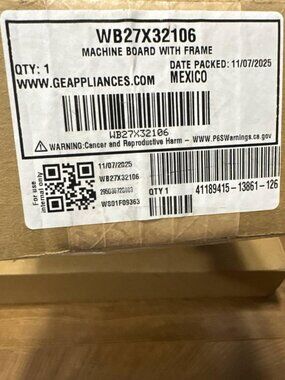 WB27X32106
MACHINE BOARD WITH FRAME
QTY: 1 DATE PACKED: 11/07/2025
WWW.GEAPPLIANCES.COM MEXICO
WB27X32106
⚠ WARNING:Cancer and Reproductive Harm - www.P65Warnings.ca.gov
For use internal only
11/07/2025
WB27X32106
WS01F09363
QTY 1 41189415-13861-126